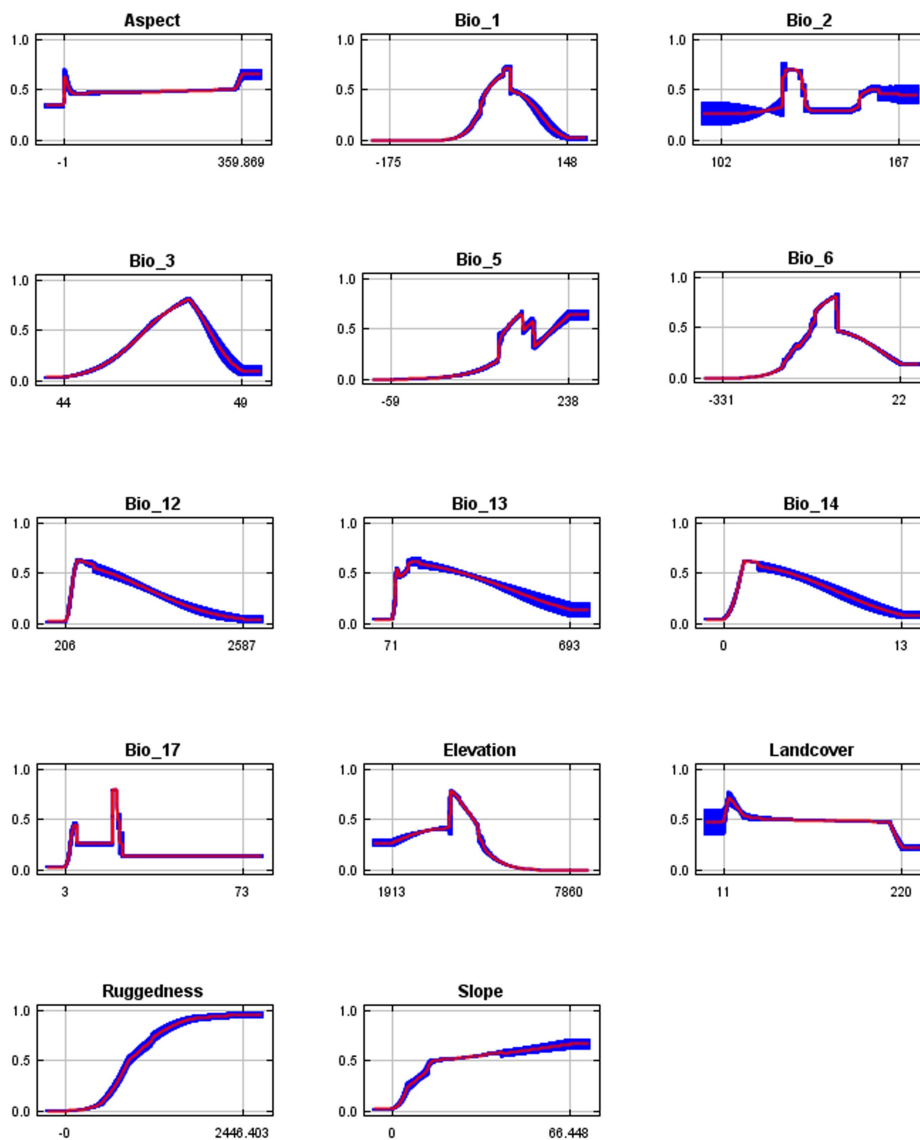 Aspect Bio_1 Bio_2
1.0 1.0 1.0
0.5 0.5 0.5
0.0 0.0 0.0
-1 359.869 -175 148 102 167
Bio_3 Bio_5 Bio_6
1.0 1.0 1.0
0.5 0.5 0.5
0.0 0.0 0.0
44 49 -59 238 -331 22
Bio_12 Bio_13 Bio_14
1.0 1.0 1.0
0.5 0.5 0.5
0.0 0.0 0.0
206 2587 71 693 0 13
Bio_17 Elevation Landcover
1.0 1.0 1.0
0.5 0.5 0.5
0.0 0.0 0.0
3 73 1913 7860 11 220
Ruggedness Slope
1.0 1.0
0.5 0.5
0.0 0.0
-0 2446.403 0 66.448